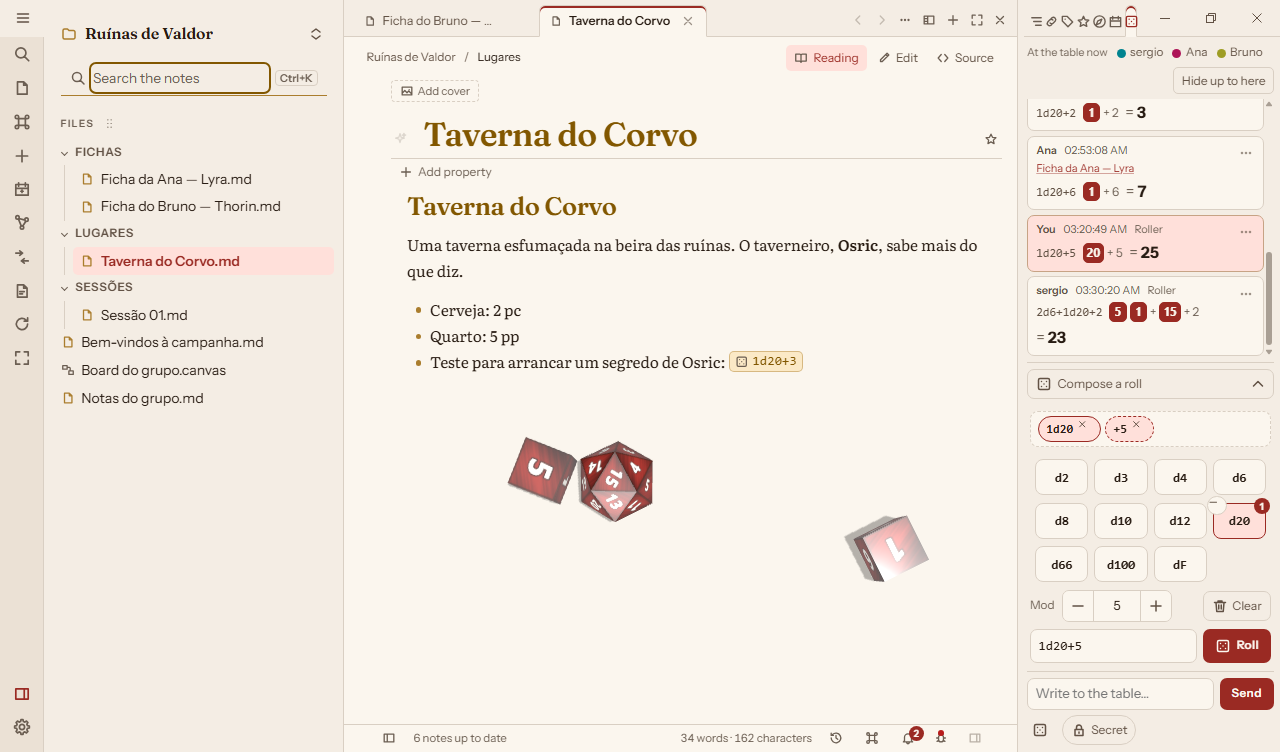 Ruínas de Valdor
Search the notes
Ctrl+K
FILES
FICHAS
Ficha da Ana — Lyra.md
Ficha do Bruno — Thorin.md
LUGARES
Taverna do Corvo.md
SESSÕES
Sessão 01.md
Bem-vindos à campanha.md
Board do grupo.canvas
Notas do grupo.md
Ficha do Bruno — ...
Taverna do Corvo
Ruínas de Valdor / Lugares
Reading
Edit
Source
Add cover
Taverna do Corvo
Add property
Taverna do Corvo
Uma taverna esfumaçada na beira das ruínas. O taverneiro, Osric, sabe mais do
que diz.
Cerveja: 2 pc
Quarto: 5 pp
Teste para arrancar um segredo de Osric: 1d20+3
5
14
4
15
5
13
11
1
6 notes up to date
34 words · 162 characters
2
At the table now
sergio
Ana
Bruno
Hide up to here
1d20+2 1 + 2 = 3
Ana 02:53:08 AM
Ficha da Ana — Lyra
1d20+6 1 + 6 = 7
You 03:20:49 AM Roller
1d20+5 20 + 5 = 25
sergio 03:30:20 AM Roller
2d6+1d20+2 5 1 + 15 + 2
= 23
Compose a roll
1d20 ×
+5 ×
d2 d3 d4 d6
1
d8 d10 d12 d20
d66 d100 dF
Mod − 5 + Clear
1d20+5
Roll
Write to the table...
Send
Secret